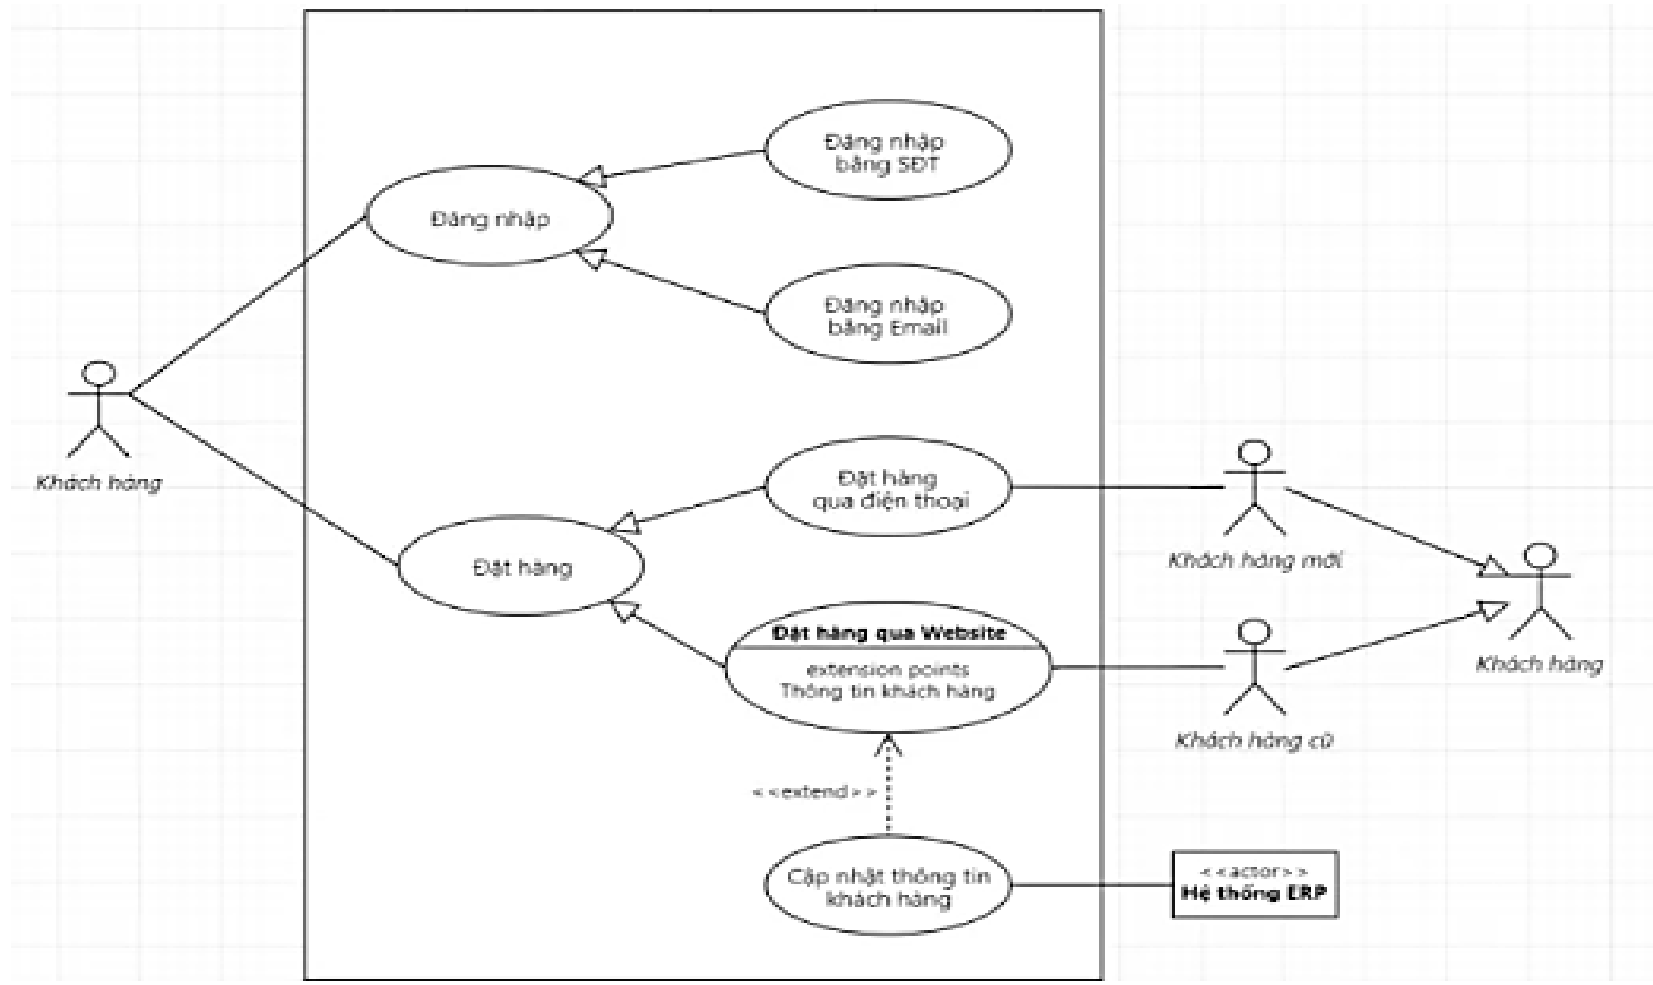 Đăng nhập
bằng SĐT
Đăng nhập
Đăng nhập
bằng Email
Khách hàng
Đặt hàng
qua điện thoại
Khách hàng mới
Đặt hàng
Đặt hàng qua Website
extension points
Thông tin khách hàng
Khách hàng
Khách hàng cũ
<<extend>>
Cập nhật thông tin
khách hàng
<<actor>>
Hệ thống ERP